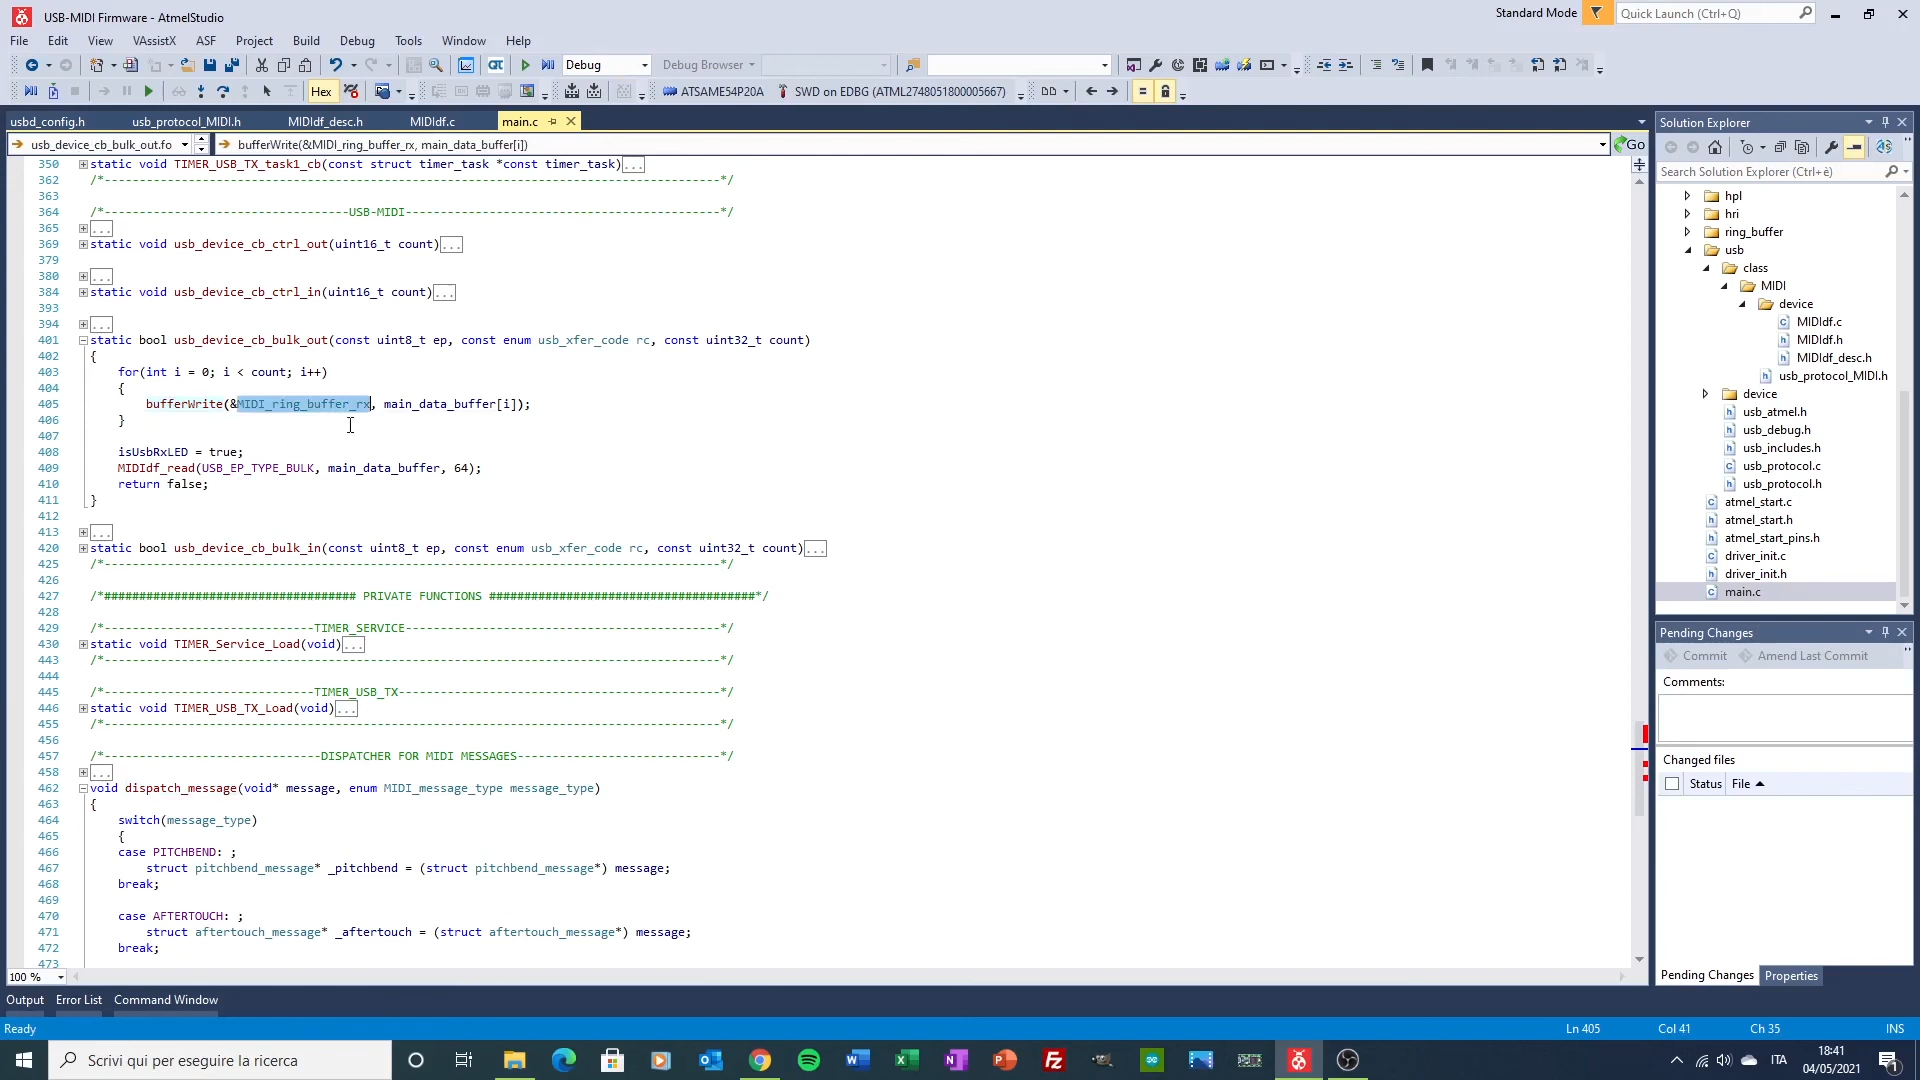 USB-MIDI Firmware - AtmelStudio
Standard Mode
Quick Launch (Ctrl+Q)
File Edit View VAssistX ASF Project Build Debug Tools Window Help
Debug
Debug Browser
Hex
ATSAME54P20A
SWD on EDBG (ATML2748051800005667)
usbd_config.h usb_protocol_MIDI.h MIDIdf_desc.h MIDIdf.c main.c
usb_device_cb_bulk_out.fo
bufferWrite(&MIDI_ring_buffer_rx, main_data_buffer[i])
Go
350 static void TIMER_USB_TX_task1_cb(const struct timer_task *const timer_task)...
362 /*----------------------------------------------------------------------------------------*/
363
364 /*-----------------------------------USB-MIDI---------------------------------------------*/
365 ...
369 static void usb_device_cb_ctrl_out(uint16_t count)...
379
380 ...
384 static void usb_device_cb_ctrl_in(uint16_t count)...
393
394 ...
401 static bool usb_device_cb_bulk_out(const uint8_t ep, const enum usb_xfer_code rc, const uint32_t count)
402 {
403 for(int i = 0; i < count; i++)
404 {
405 bufferWrite(&MIDI_ring_buffer_rx, main_data_buffer[i]);
406 }
407
408 isUsbRxLED = true;
409 MIDIdf_read(USB_EP_TYPE_BULK, main_data_buffer, 64);
410 return false;
411 }
412
413 ...
420 static bool usb_device_cb_bulk_in(const uint8_t ep, const enum usb_xfer_code rc, const uint32_t count)...
425 /*----------------------------------------------------------------------------------------*/
426
427 /*#################################### PRIVATE FUNCTIONS ######################################*/
428
429 /*------------------------------TIMER_SERVICE---------------------------------------------*/
430 static void TIMER_Service_Load(void)...
443 /*----------------------------------------------------------------------------------------*/
444
445 /*------------------------------TIMER_USB_TX----------------------------------------------*/
446 static void TIMER_USB_TX_Load(void)...
455 /*----------------------------------------------------------------------------------------*/
456
457 /*-------------------------------DISPATCHER FOR MIDI MESSAGES-----------------------------*/
458 ...
462 void dispatch_message(void* message, enum MIDI_message_type message_type)
463 {
464 switch(message_type)
465 {
466 case PITCHBEND: ;
467 struct pitchbend_message* _pitchbend = (struct pitchbend_message*) message;
468 break;
469
470 case AFTERTOUCH: ;
471 struct aftertouch_message* _aftertouch = (struct aftertouch_message*) message;
472 break;
473
100 %
Solution Explorer
Search Solution Explorer (Ctrl+è)
hpl
hri
ring_buffer
usb
class
MIDI
device
MIDIdf.c
MIDIdf.h
MIDIdf_desc.h
usb_protocol_MIDI.h
device
usb_atmel.h
usb_debug.h
usb_includes.h
usb_protocol.c
usb_protocol.h
atmel_start.c
atmel_start.h
atmel_start_pins.h
driver_init.c
driver_init.h
main.c
Pending Changes
Commit Amend Last Commit
Comments:
Changed files
Status File
Pending Changes Properties
Output Error List Command Window
Ready Ln 405 Col 41 Ch 35 INS
Scrivi qui per eseguire la ricerca
ITA
18:41
04/05/2021
1